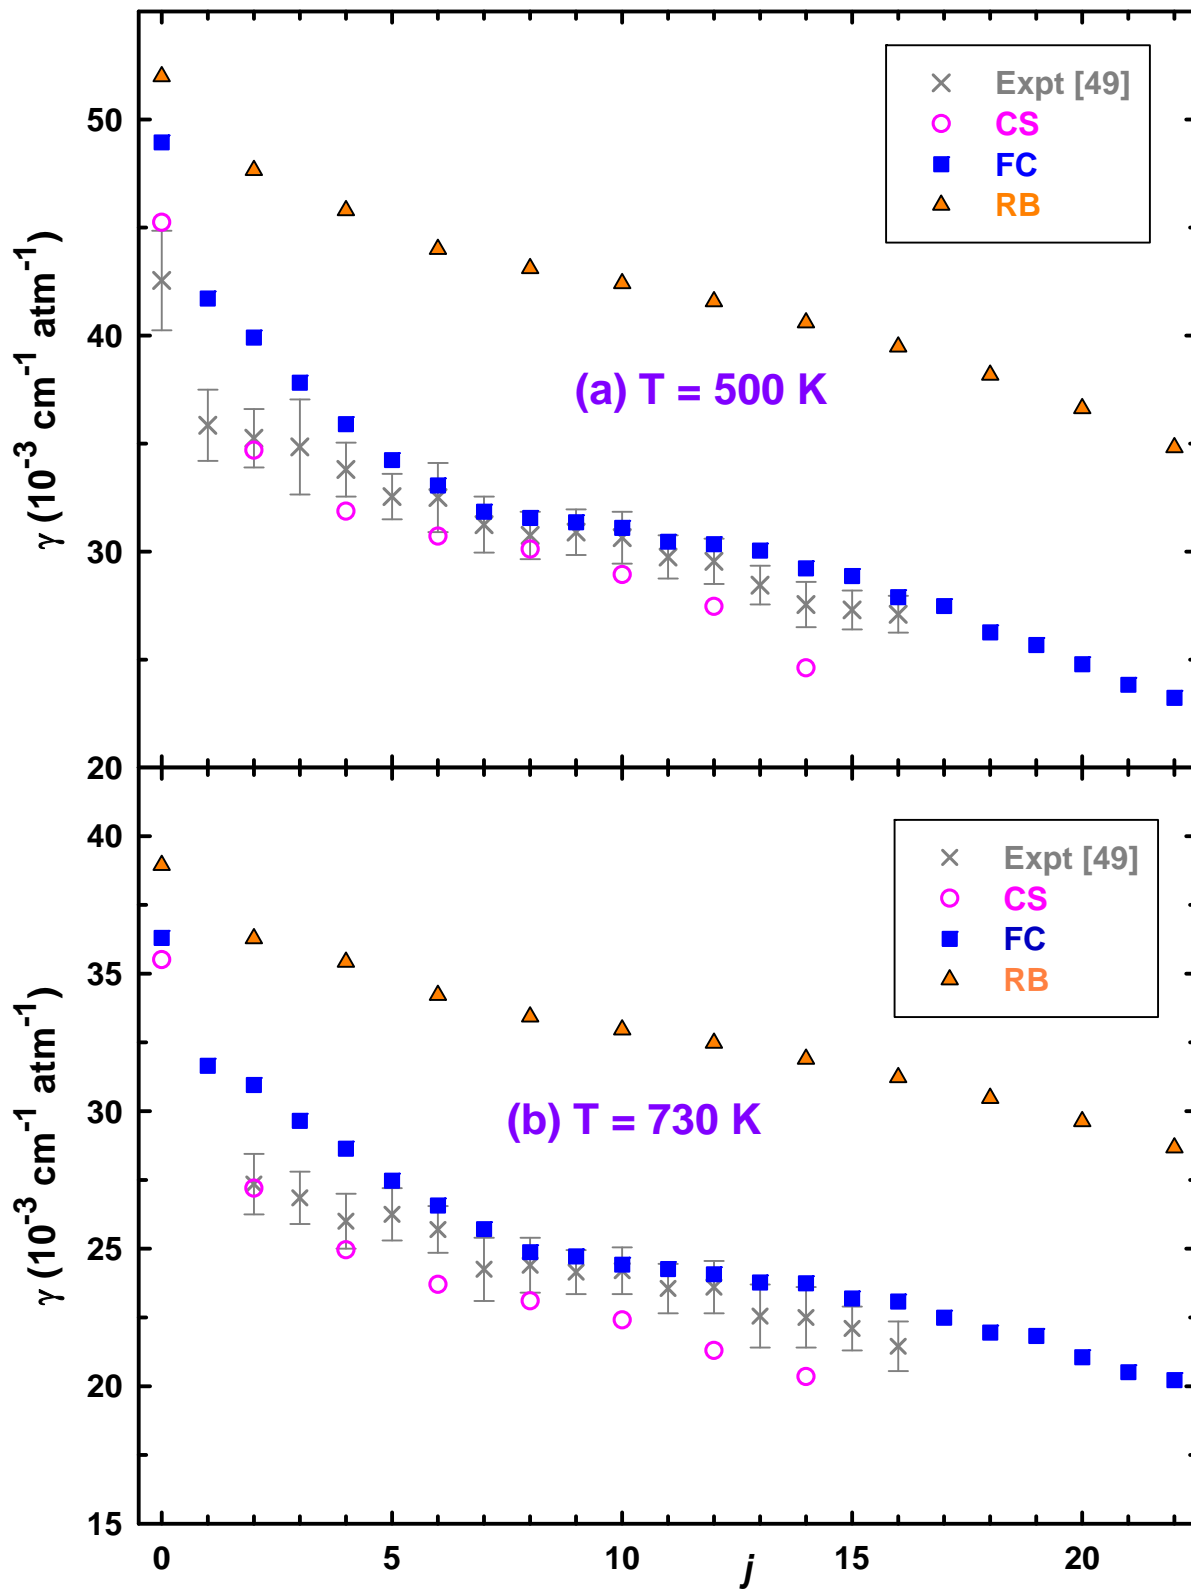 50
40
30
20
γ (10⁻³ cm⁻¹ atm⁻¹)
Expt [49]
CS
FC
RB
(a) T = 500 K
40
35
30
25
20
15
γ (10⁻³ cm⁻¹ atm⁻¹)
Expt [49]
CS
FC
RB
(b) T = 730 K
0 5 10 15 20
j